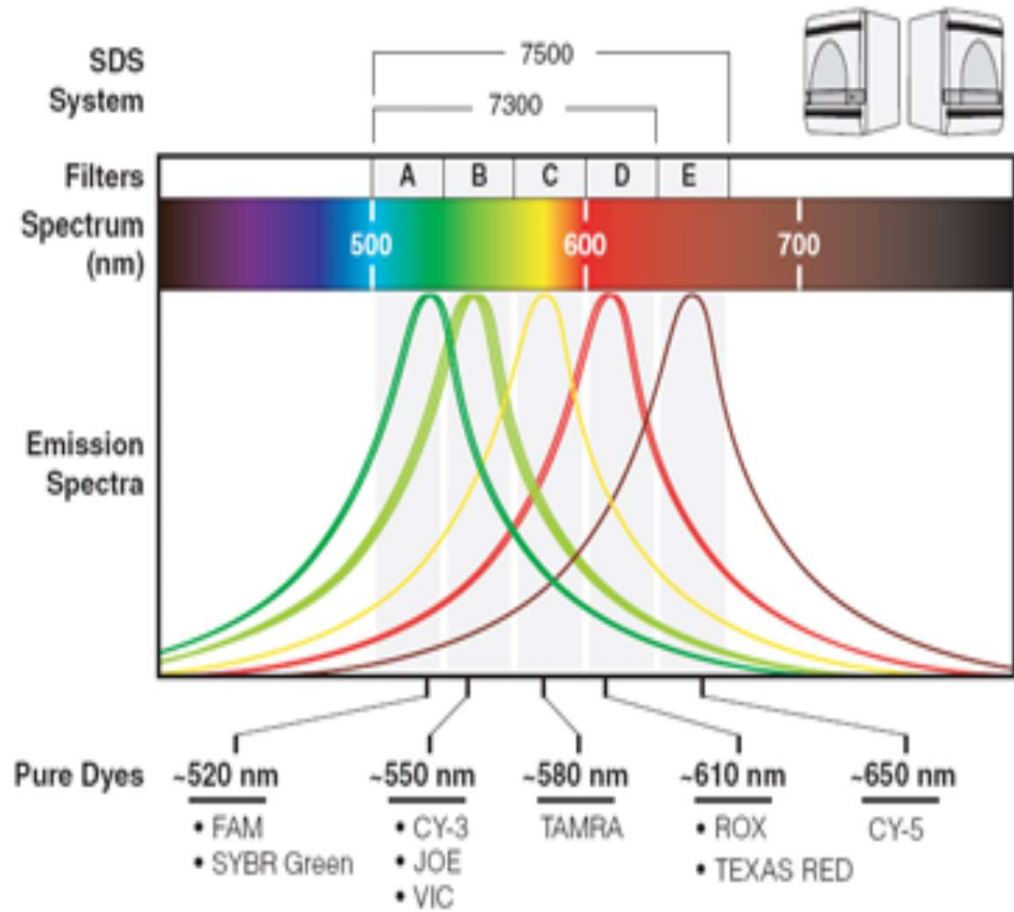 SDS
System
7500
7300
Filters
A B C D E
Spectrum
(nm)
500 600 700
Emission
Spectra
Pure Dyes
~520 nm ~550 nm ~580 nm ~610 nm ~650 nm
• FAM • CY-3 TAMRA • ROX CY-5
• SYBR Green • JOE • TEXAS RED
• VIC